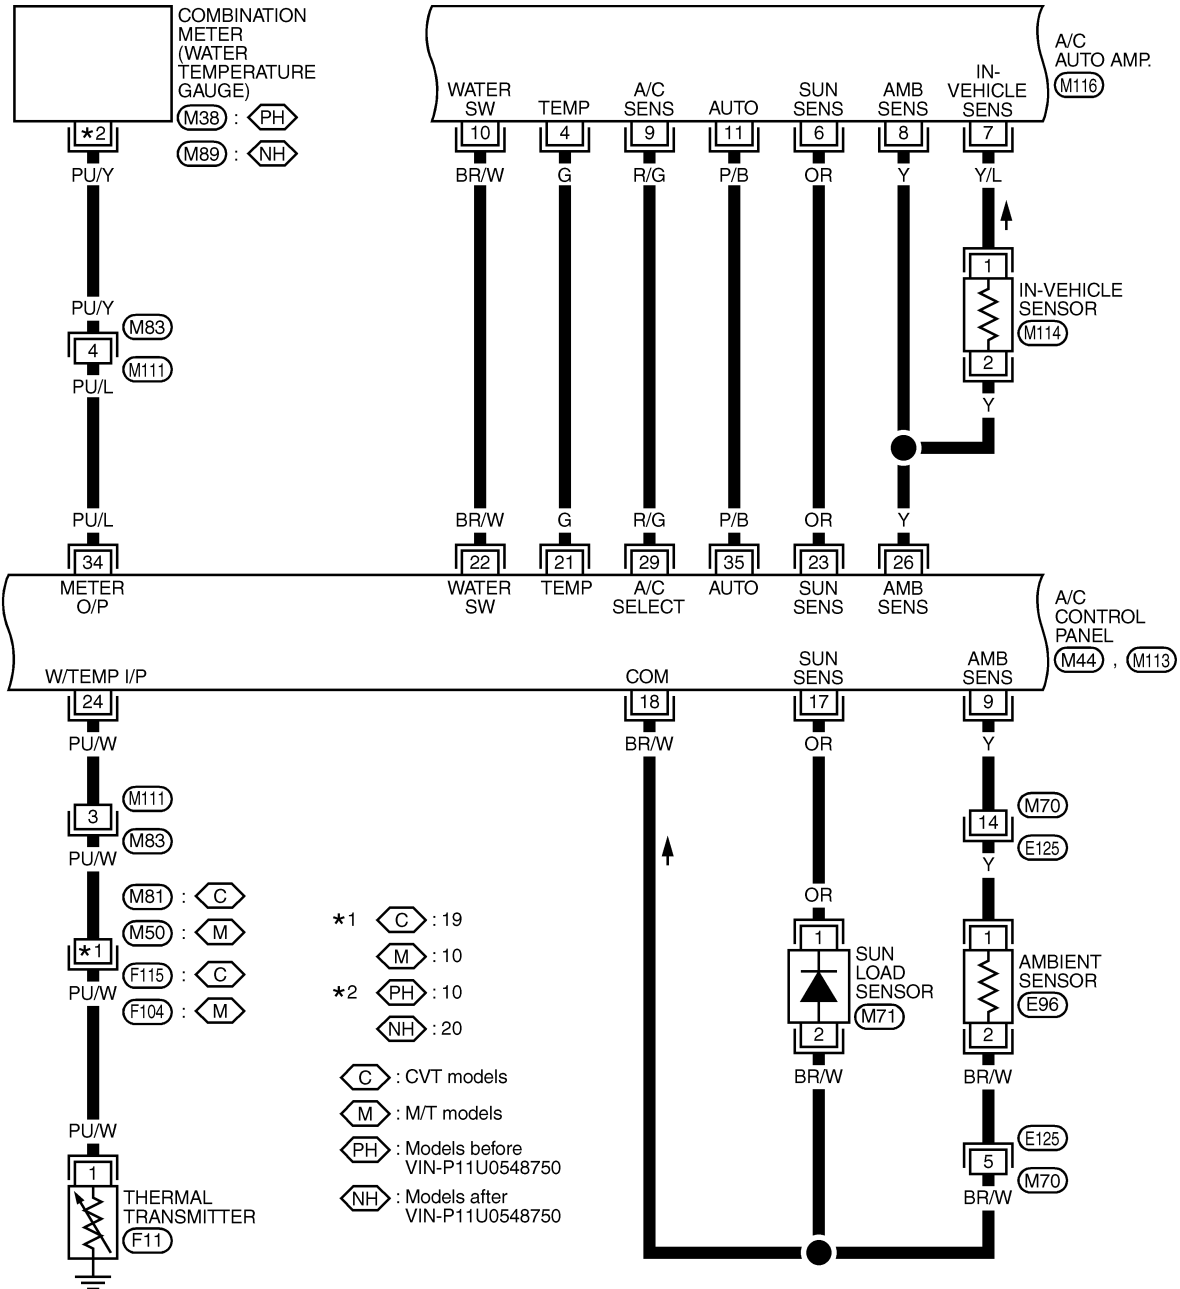 COMBINATION
METER
(WATER
TEMPERATURE
GAUGE)
M38 : PH
M89 : NH
*2
PU/Y
PU/Y
M83
4
M111
PU/L
PU/L
34
METER
O/P
A/C
AUTO AMP.
M116
WATER
SW
TEMP
A/C
SENS
AUTO
SUN
SENS
AMB
SENS
IN-
VEHICLE
SENS
10 4 9 11 6 8 7
BR/W G R/G P/B OR Y Y/L
1
IN-VEHICLE
SENSOR
M114
2
Y
BR/W G R/G P/B OR Y
22 21 29 35 23 26
WATER
SW
TEMP
A/C
SELECT
AUTO
SUN
SENS
AMB
SENS
A/C
CONTROL
PANEL
M44 , M113
W/TEMP I/P
COM
SUN
SENS
AMB
SENS
24 18 17 9
PU/W BR/W OR Y
M111
3
M83
PU/W
M81 : C
M50 : M
*1
F115 : C
F104 : M
PU/W
PU/W
1
THERMAL
TRANSMITTER
F11
*1 C : 19
M : 10
*2 PH : 10
NH : 20
C : CVT models
M : M/T models
PH : Models before
VIN-P11U0548750
NH : Models after
VIN-P11U0548750
OR
1
SUN
LOAD
SENSOR
M71
2
BR/W
M70
14
E125
Y
1
AMBIENT
SENSOR
E96
2
BR/W
E125
5
M70
BR/W